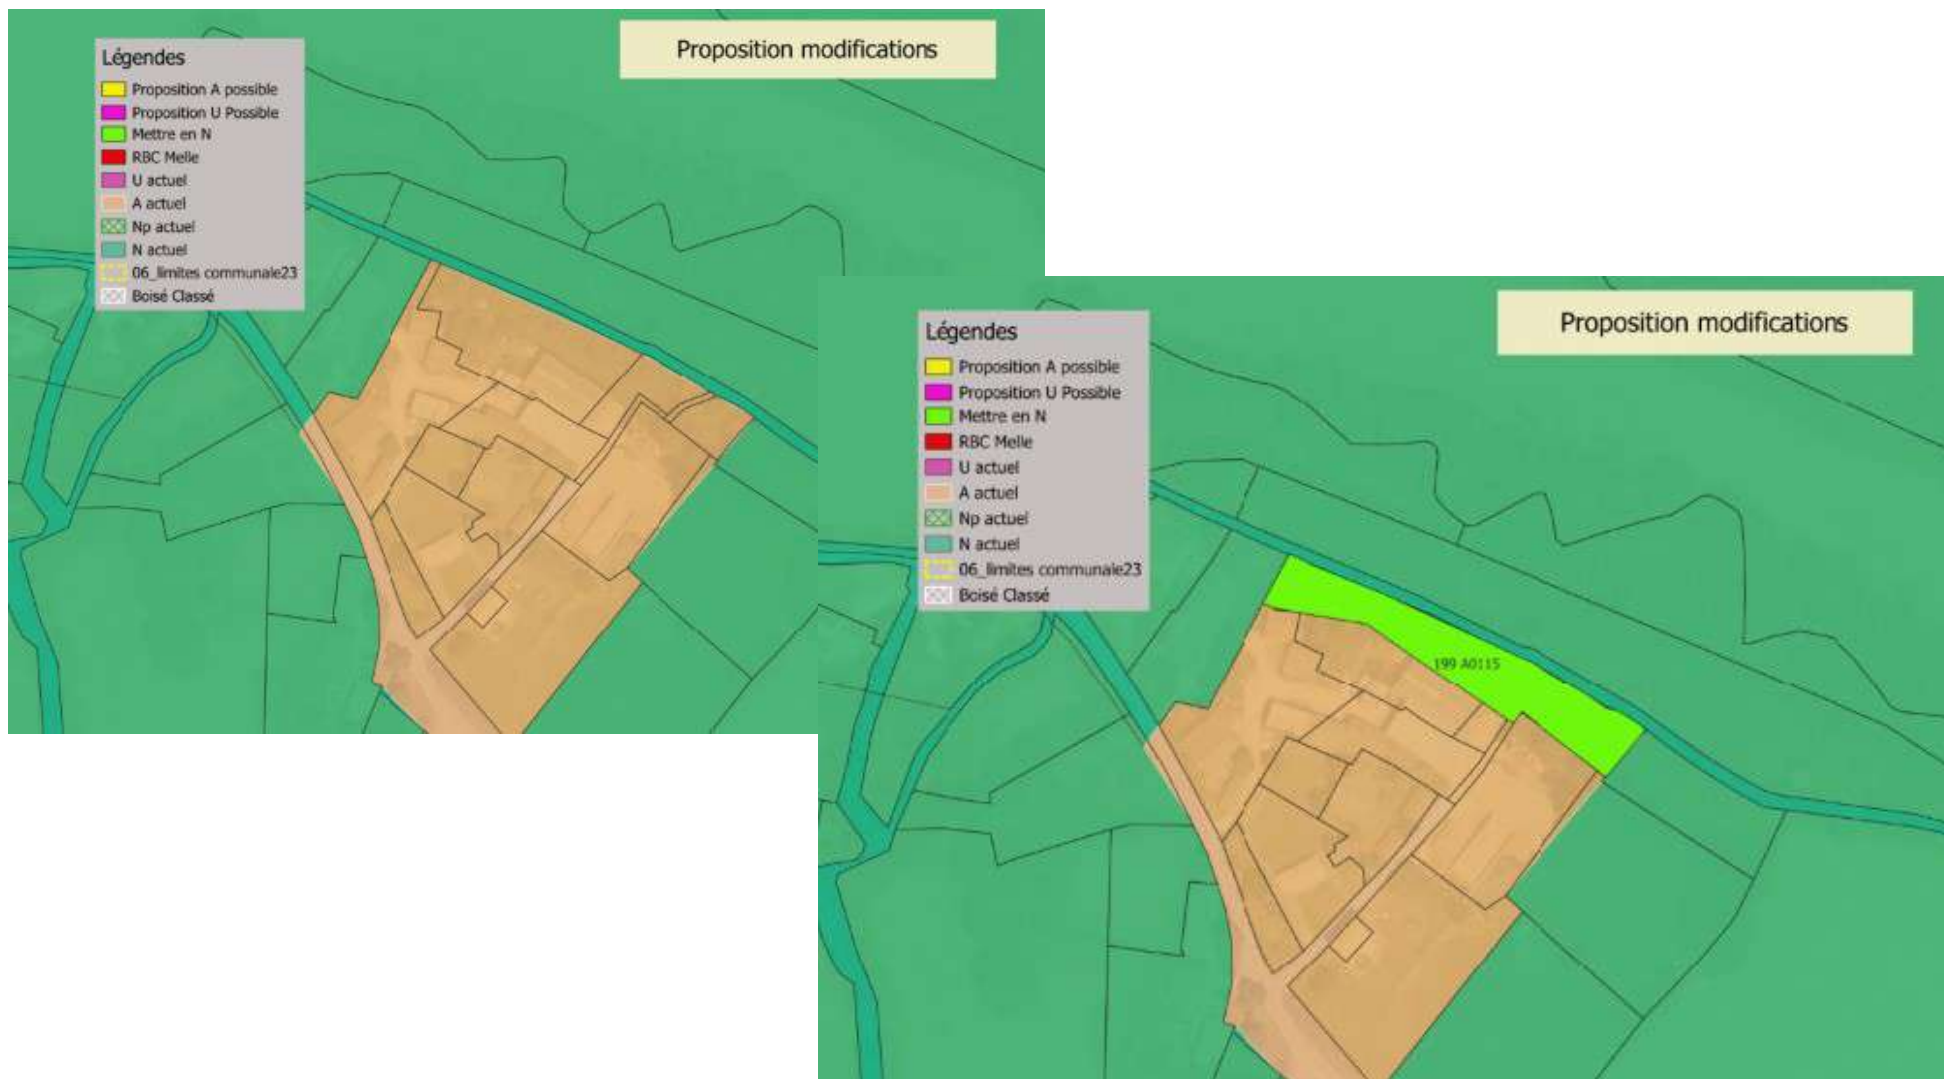 Proposition modifications
Légendes
Proposition A possible
Proposition U Possible
Mettre en N
RBC Melle
U actuel
A actuel
Np actuel
N actuel
06_limites communale23
Boisé Classé
Proposition modifications
Légendes
Proposition A possible
Proposition U Possible
Mettre en N
RBC Melle
U actuel
A actuel
Np actuel
N actuel
06_limites communale23
Boisé Classé
199 A0115